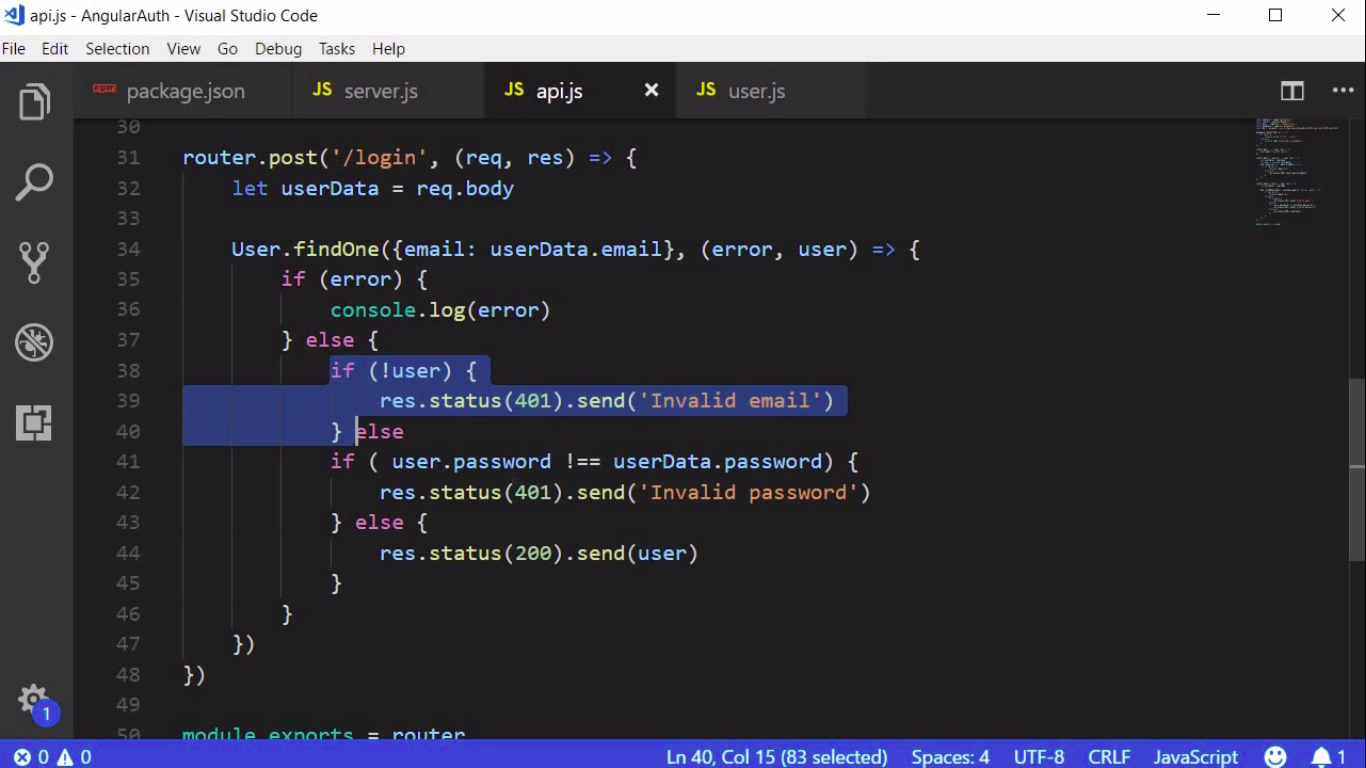 api.js - AngularAuth - Visual Studio Code
File Edit Selection View Go Debug Tasks Help
npm package.json JS server.js JS api.js JS user.js
30
31 router.post('/login', (req, res) => {
32 let userData = req.body
33
34 User.findOne({email: userData.email}, (error, user) => {
35 if (error) {
36 console.log(error)
37 } else {
38 if (!user) {
39 res.status(401).send('Invalid email')
40 } else
41 if ( user.password !== userData.password) {
42 res.status(401).send('Invalid password')
43 } else {
44 res.status(200).send(user)
45 }
46 }
47 })
48 })
49
50 module.exports = router
1
0 0 Ln 40, Col 15 (83 selected) Spaces: 4 UTF-8 CRLF JavaScript 1